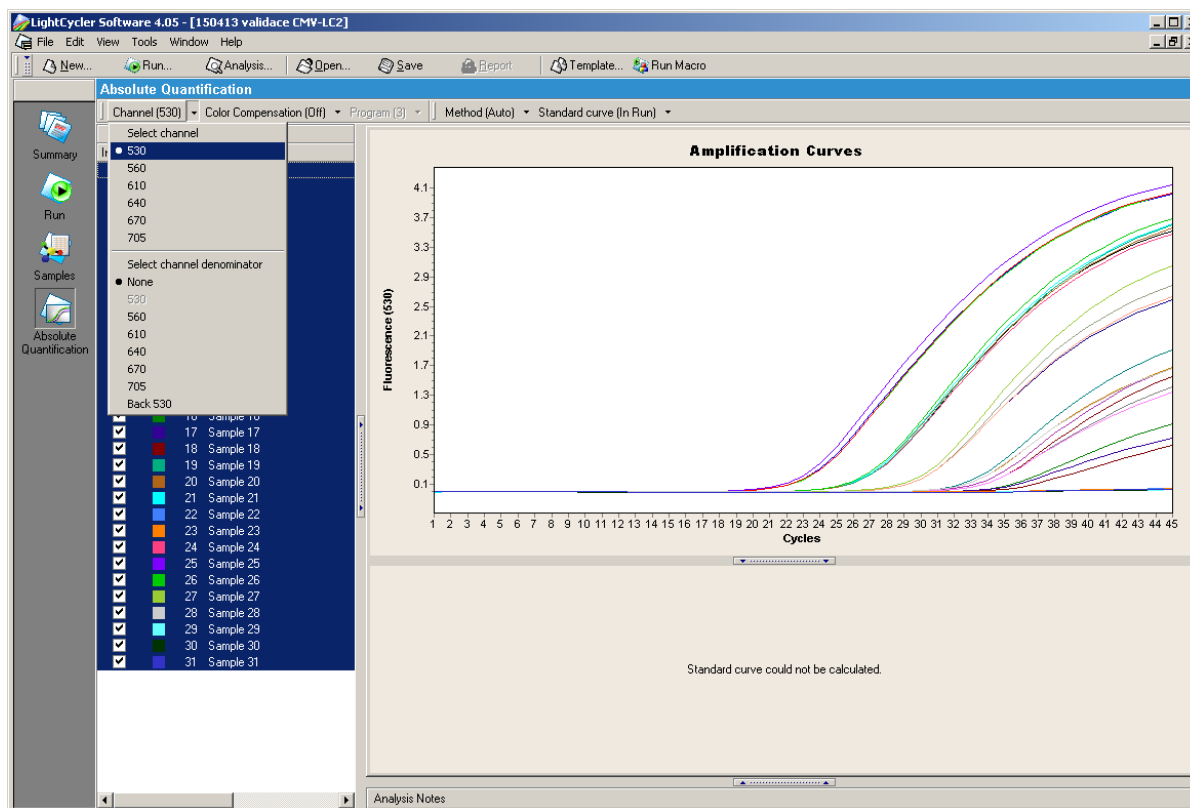 LightCycler Software 4.05 - [150413 validace CMV-LC2]
File Edit View Tools Window Help
New... Run... Analysis... Open... Save Report Template... Run Macro
Absolute Quantification
Channel (530) Color Compensation (Off) Program (3) Method (Auto) Standard curve (In Run)
Summary
Run
Samples
Absolute
Quantification
Select channel
530
560
610
640
670
705
Select channel denominator
None
530
560
610
640
670
705
Back 530
16 Sample 16
17 Sample 17
18 Sample 18
19 Sample 19
20 Sample 20
21 Sample 21
22 Sample 22
23 Sample 23
24 Sample 24
25 Sample 25
26 Sample 26
27 Sample 27
28 Sample 28
29 Sample 29
30 Sample 30
31 Sample 31
Amplification Curves
Fluorescence (530)
4.1
3.7
3.3
2.9
2.5
2.1
1.7
1.3
0.9
0.5
0.1
1 2 3 4 5 6 7 8 9 10 11 12 13 14 15 16 17 18 19 20 21 22 23 24 25 26 27 28 29 30 31 32 33 34 35 36 37 38 39 40 41 42 43 44 45
Cycles
Standard curve could not be calculated.
Analysis Notes